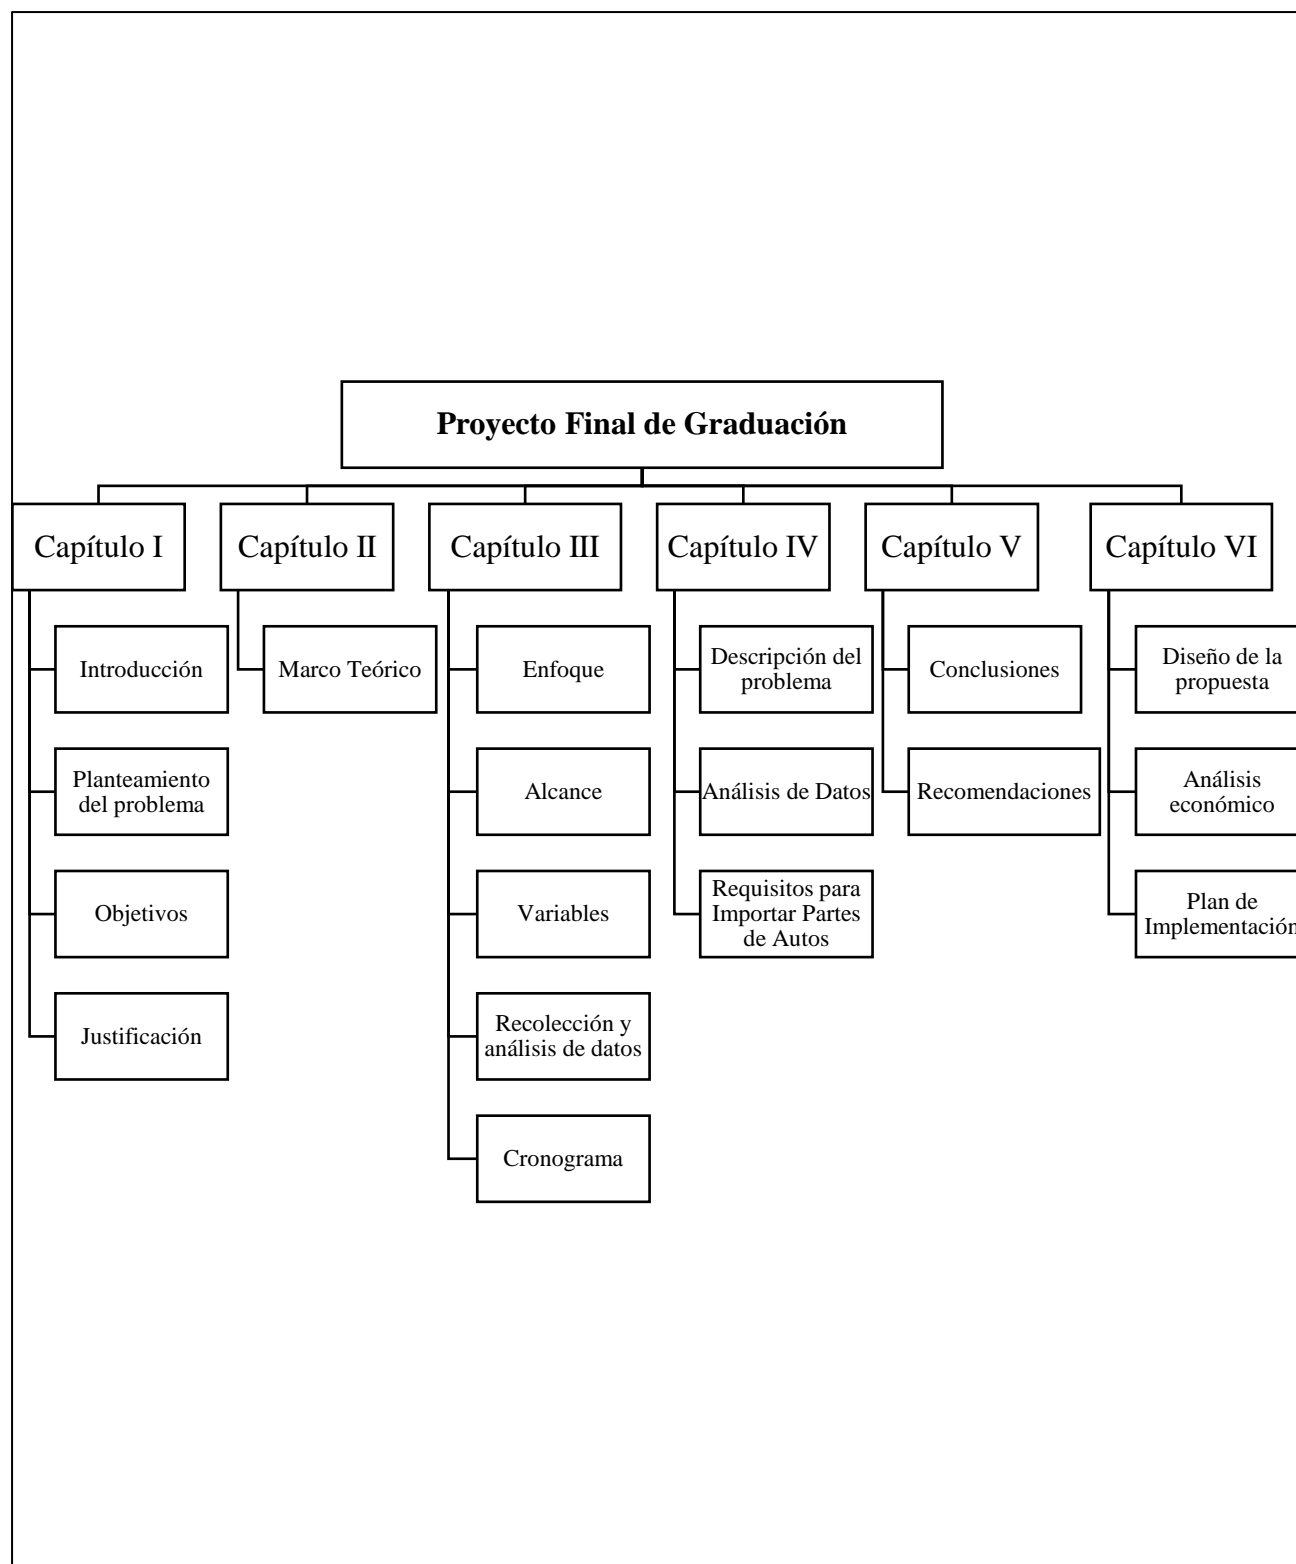 Proyecto Final de Graduación
Capítulo I
Introducción
Planteamiento
del problema
Objetivos
Justificación
Capítulo II
Marco Teórico
Capítulo III
Enfoque
Alcance
Variables
Recolección y
análisis de datos
Cronograma
Capítulo IV
Descripción del
problema
Análisis de Datos
Requisitos para
Importar Partes
de Autos
Capítulo V
Conclusiones
Recomendaciones
Capítulo VI
Diseño de la
propuesta
Análisis
económico
Plan de
Implementación